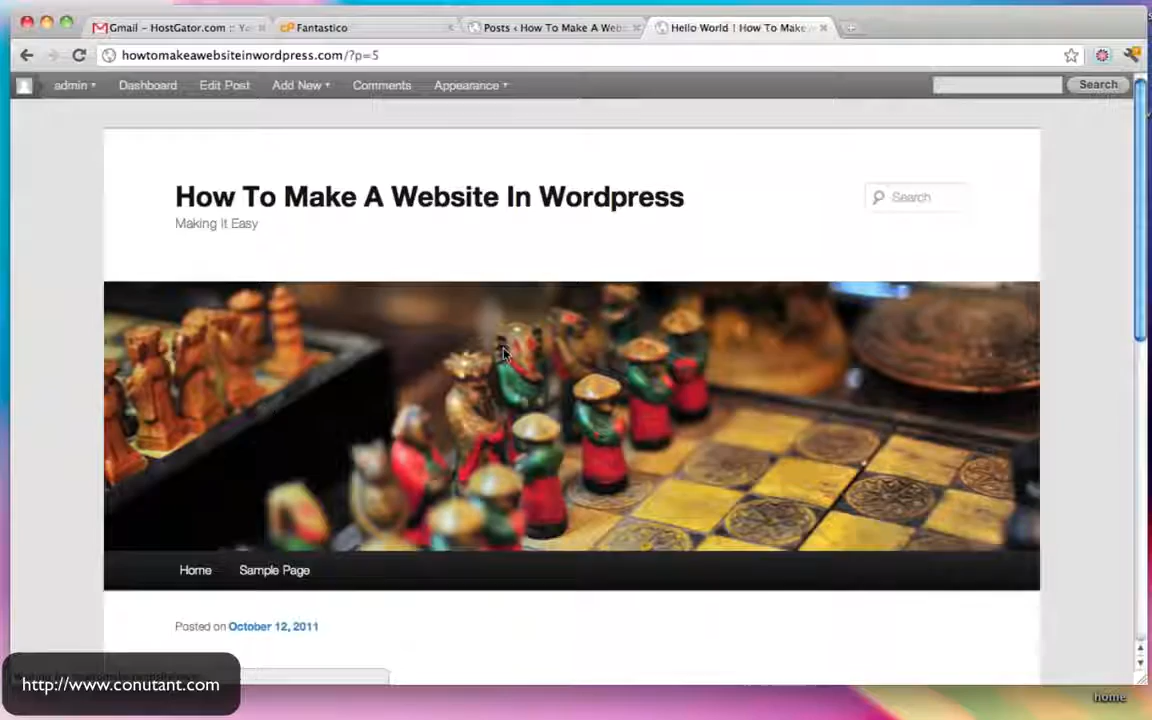 Gmail – HostGator.com :: Yo
Fantastico
Posts ‹ How To Make A Webs
Hello World | How To Make
howtomakeawebsiteinwordpress.com/?p=5
admin
Dashboard
Edit Post
Add New
Comments
Appearance
Search
How To Make A Website In Wordpress
Search
Making It Easy
Home
Sample Page
Posted on October 12, 2011
http://www.conutant.com
home